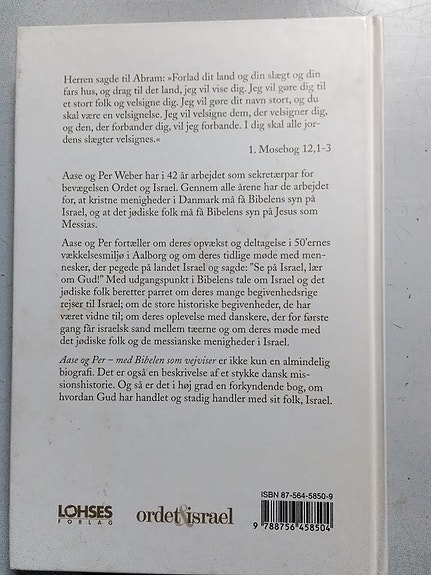 Herren sagde til Abram: »Forlad dit land og din slægt og din
fars hus, og drag til det land, jeg vil vise dig. Jeg vil gøre dig til
et stort folk og velsigne dig. Jeg vil gøre dit navn stort, og du
skal være en velsignelse. Jeg vil velsigne dem, der velsigner dig,
og den, der forbander dig, vil jeg forbande. I dig skal alle jor-
dens slægter velsignes.«
1. Mosebog 12,1-3
Aase og Per Weber har i 42 år arbejdet som sekretærpar for
bevægelsen Ordet og Israel. Gennem alle årene har de arbejdet
for, at kristne menigheder i Danmark må få Bibelens syn på
Israel, og at det jødiske folk må få Bibelens syn på Jesus som
Messias.
Aase og Per fortæller om deres opvækst og deltagelse i 50'ernes
vækkelsesmiljø i Aalborg og om deres tidlige møde med men-
nesker, der pegede på landet Israel og sagde: "Se på Israel, lær
om Gud!" Med udgangspunkt i Bibelens tale om Israel og det
jødiske folk beretter parret om deres mange begivenhedsrige
rejser til Israel; om de store historiske begivenheder, de har
været vidne til; om deres oplevelse med danskere, der for første
gang får israelsk sand mellem tæerne og om deres møde med
det jødiske folk og de messianske menigheder i Israel.
Aase og Per – med Bibelen som vejviser er ikke kun en almindelig
biografi. Det er også en beskrivelse af et stykke dansk mis-
sionshistorie. Og så er det i høj grad en forkyndende bog, om
hvordan Gud har handlet og stadig handler med sit folk, Israel.
ISBN 87-564-5850-9
LOHSES
FORLAG
ordet&israel
9 788756 458504